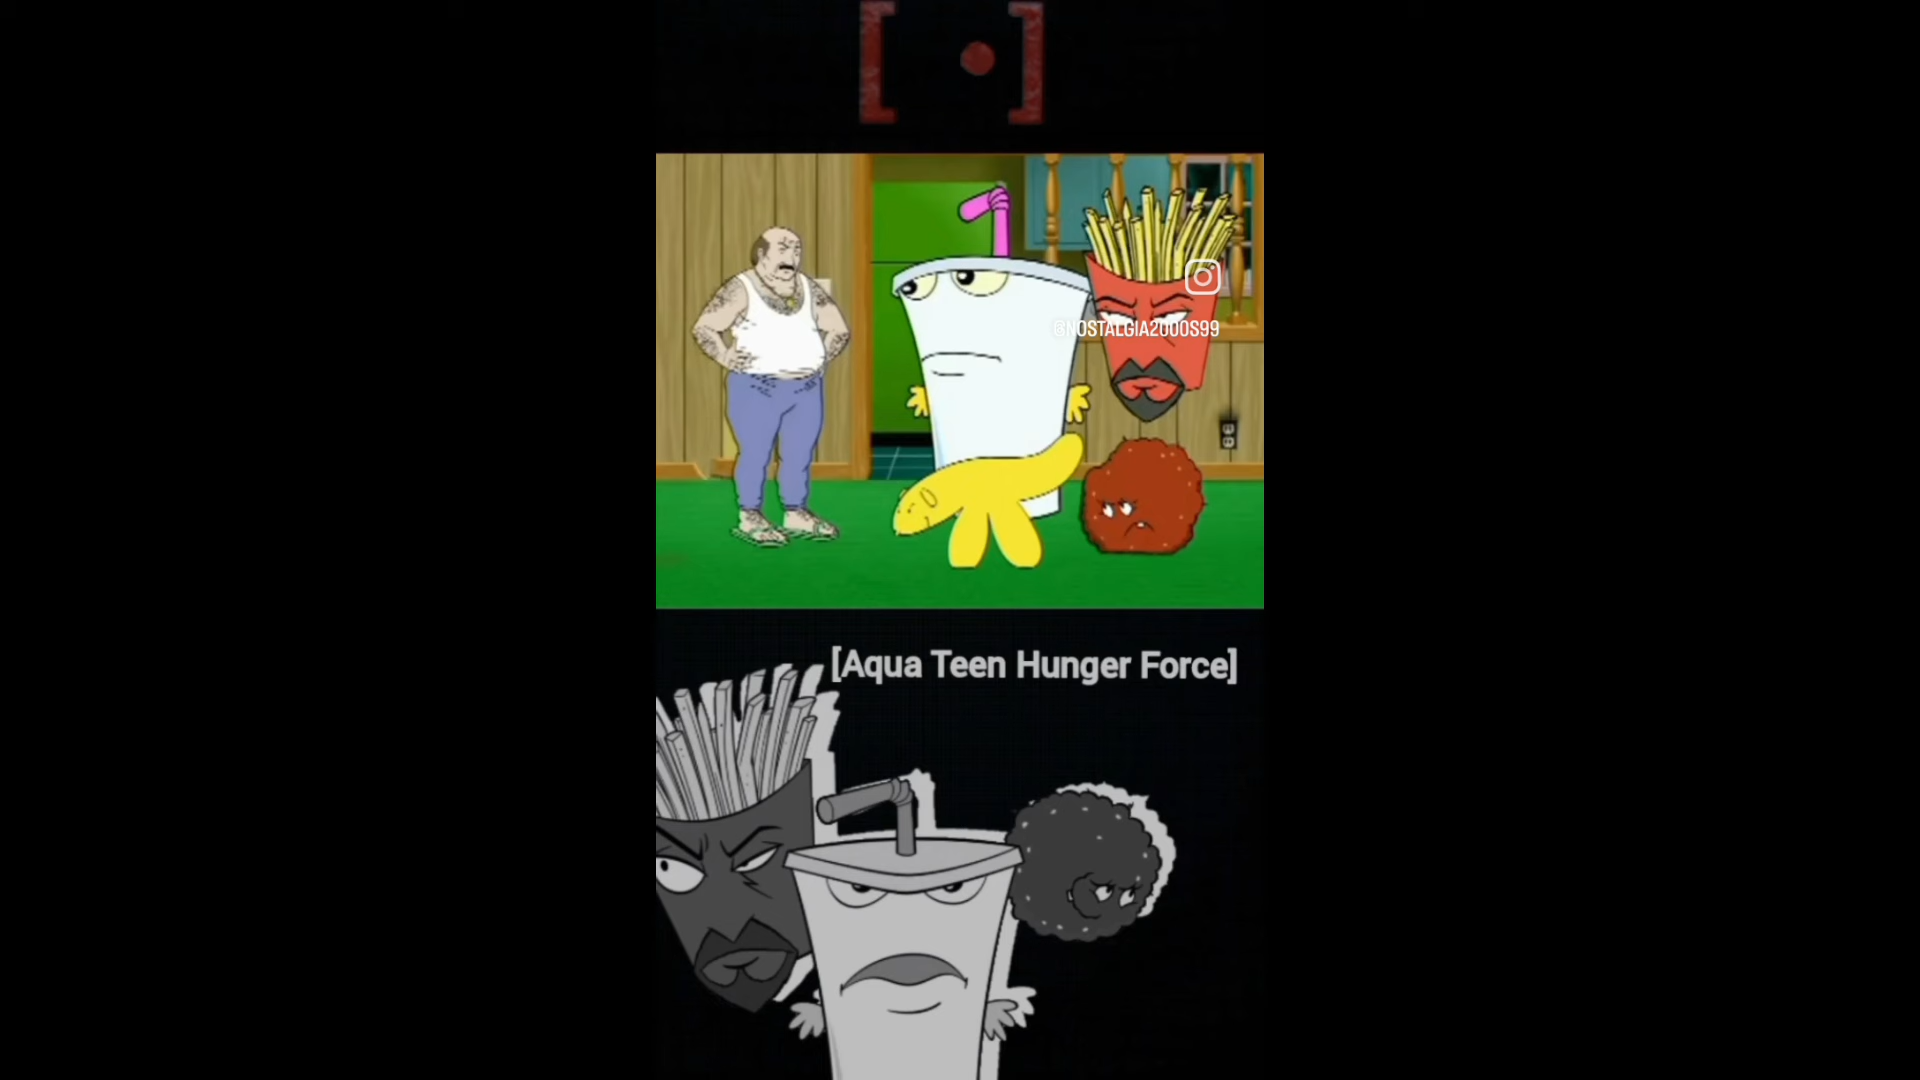 [ • ]
@NOSTALGIA2000S99
[Aqua Teen Hunger Force]